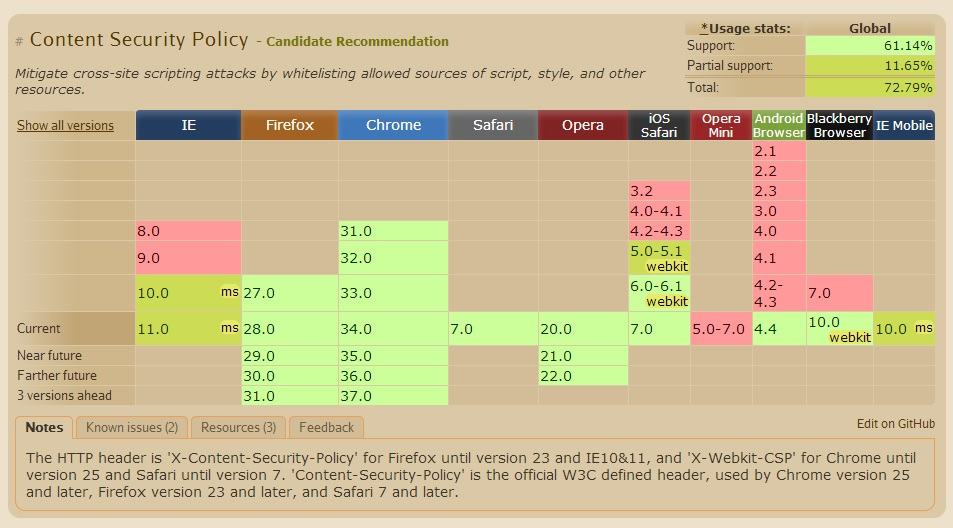 # Content Security Policy - Candidate Recommendation
*Usage stats: Global
Support: 61.14%
Partial support: 11.65%
Total: 72.79%
Mitigate cross-site scripting attacks by whitelisting allowed sources of script, style, and other
resources.
Show all versions IE Firefox Chrome Safari Opera iOS Safari Opera Mini Android Browser Blackberry Browser IE Mobile
2.1
2.2
3.2 2.3
4.0-4.1 3.0
8.0 31.0 4.2-4.3 4.0
9.0 32.0 5.0-5.1 webkit 4.1
10.0 ms 27.0 33.0 6.0-6.1 webkit 4.2-4.3 7.0
Current 11.0 ms 28.0 34.0 7.0 20.0 7.0 5.0-7.0 4.4 10.0 webkit 10.0 ms
Near future 29.0 35.0 21.0
Farther future 30.0 36.0 22.0
3 versions ahead 31.0 37.0
Notes Known issues (2) Resources (3) Feedback Edit on GitHub
The HTTP header is 'X-Content-Security-Policy' for Firefox until version 23 and IE10&11, and 'X-Webkit-CSP' for Chrome until
version 25 and Safari until version 7. 'Content-Security-Policy' is the official W3C defined header, used by Chrome version 25
and later, Firefox version 23 and later, and Safari 7 and later.